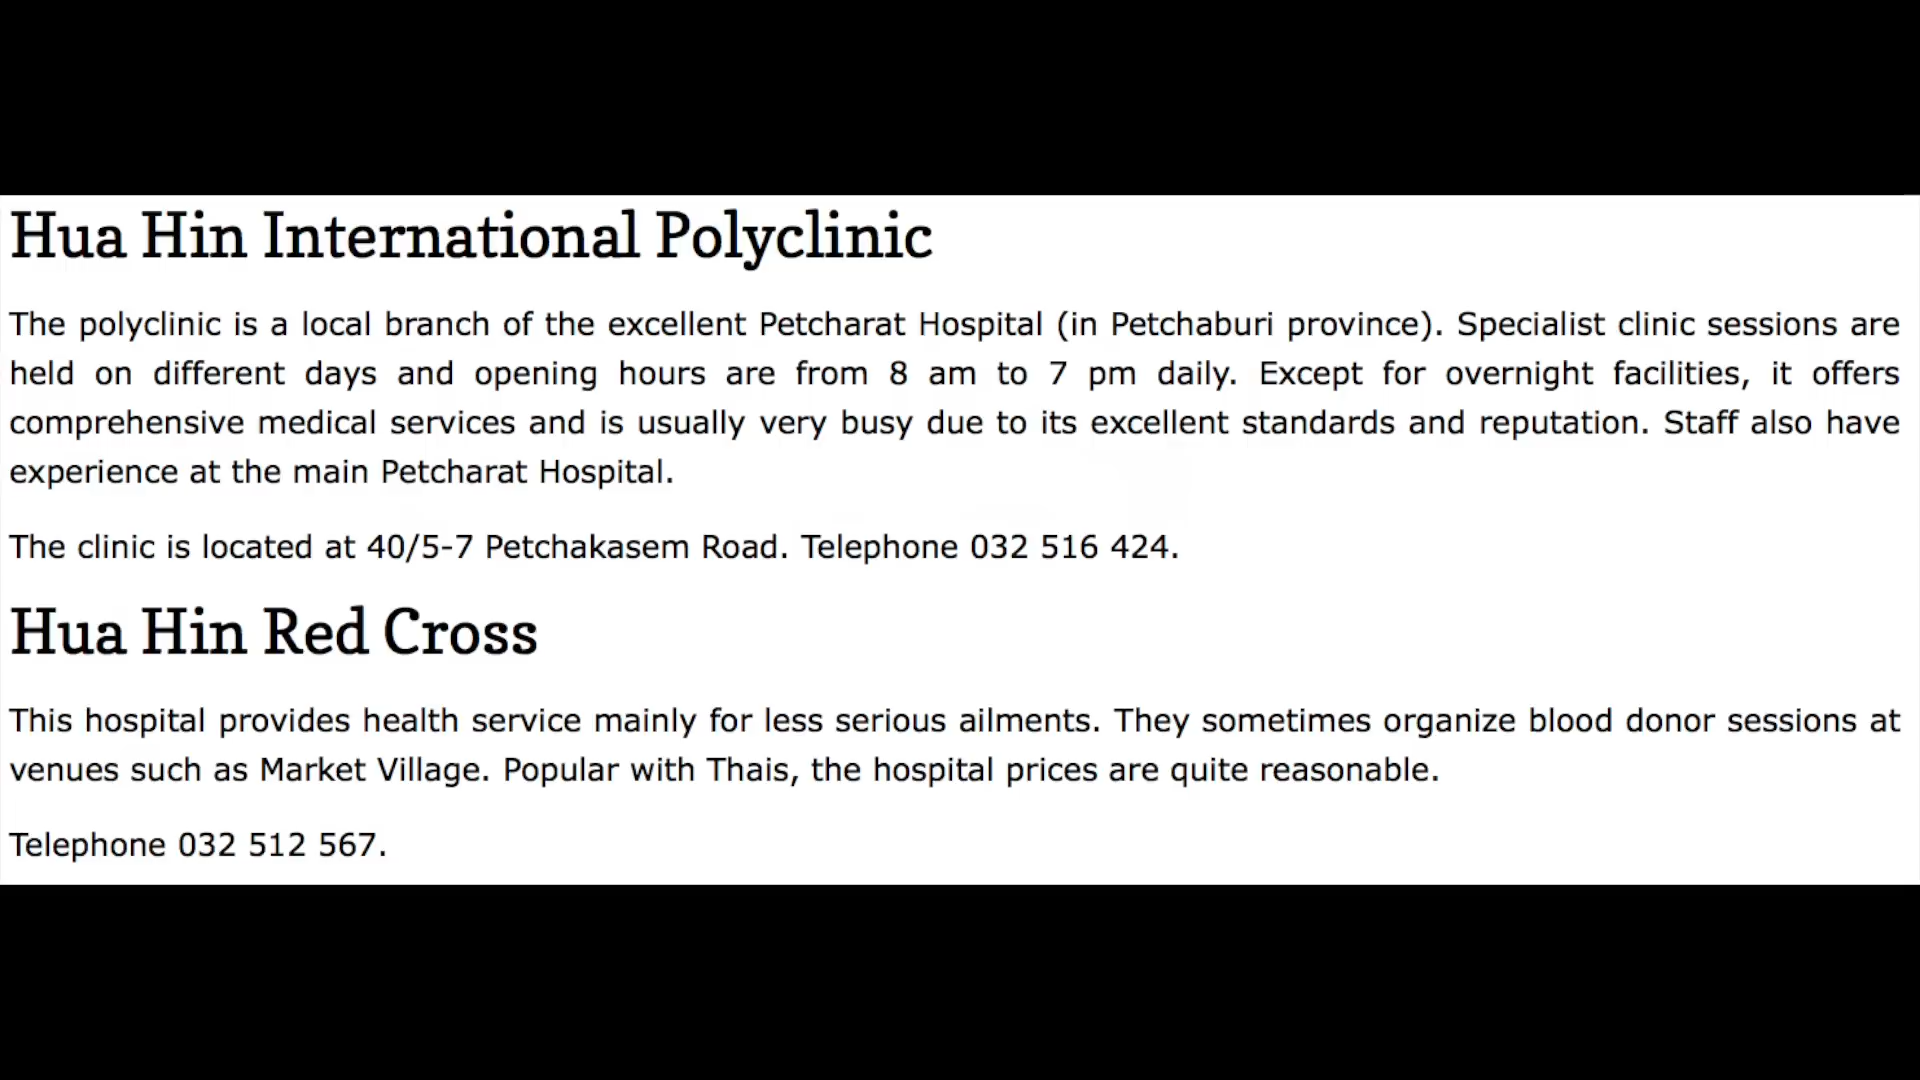 Hua Hin International Polyclinic
The polyclinic is a local branch of the excellent Petcharat Hospital (in Petchaburi province). Specialist clinic sessions are
held on different days and opening hours are from 8 am to 7 pm daily. Except for overnight facilities, it offers
comprehensive medical services and is usually very busy due to its excellent standards and reputation. Staff also have
experience at the main Petcharat Hospital.
The clinic is located at 40/5-7 Petchakasem Road. Telephone 032 516 424.
Hua Hin Red Cross
This hospital provides health service mainly for less serious ailments. They sometimes organize blood donor sessions at
venues such as Market Village. Popular with Thais, the hospital prices are quite reasonable.
Telephone 032 512 567.